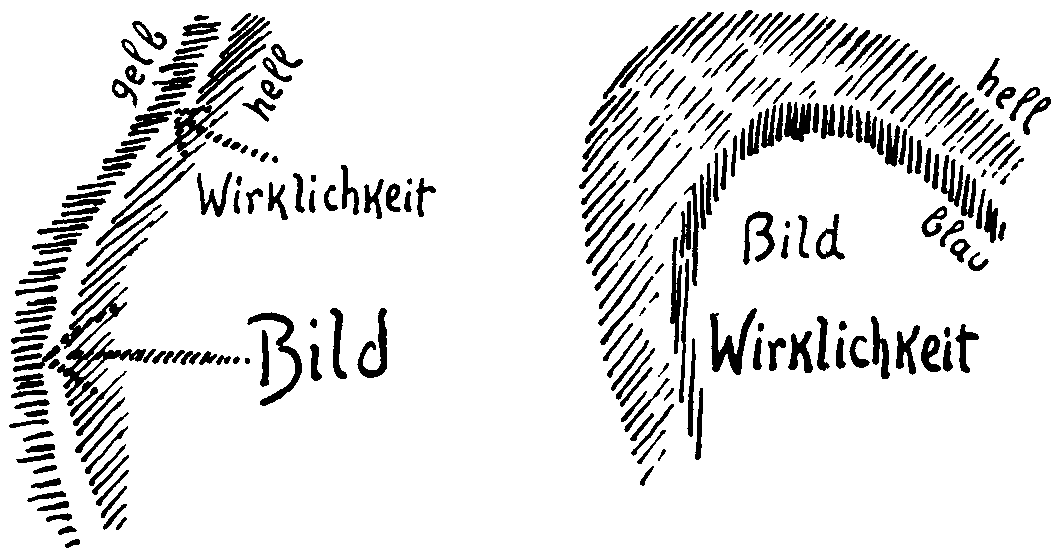 gelb
hell
Wirklichkeit
Bild
hell
blau
Bild
Wirklichkeit